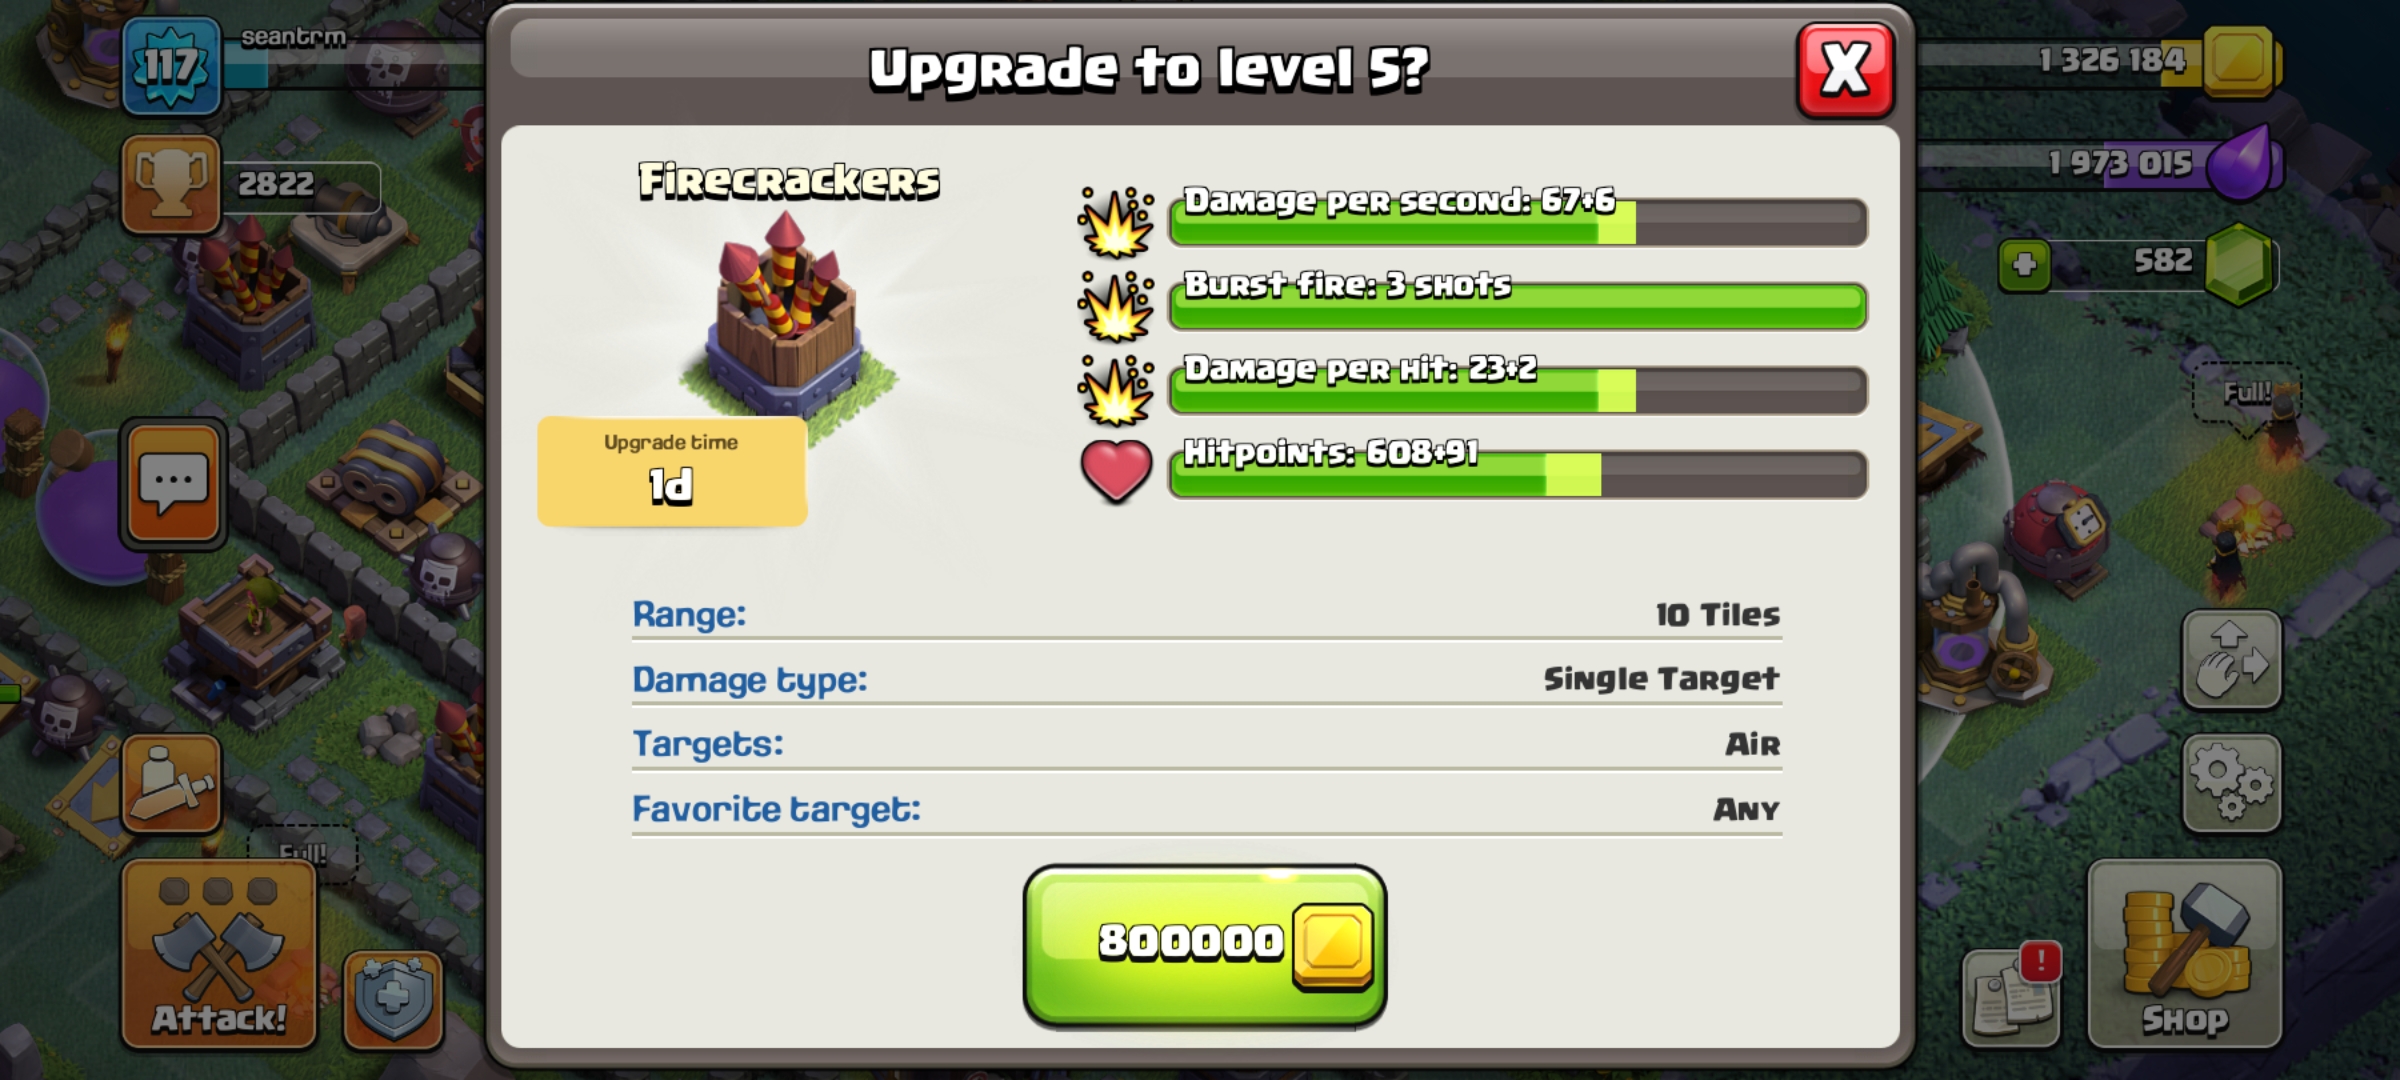 117
seantrm
2822
Upgrade to level 5?
X
1 326 184
1 973 015
582
Firecrackers
Upgrade time
1d
Damage per second: 67+6
Burst fire: 3 shots
Damage per hit: 23+2
Hitpoints: 608+91
Range: 10 Tiles
Damage type: Single Target
Targets: Air
Favorite target: Any
800000
Full!
Full!
Attack!
!
Shop